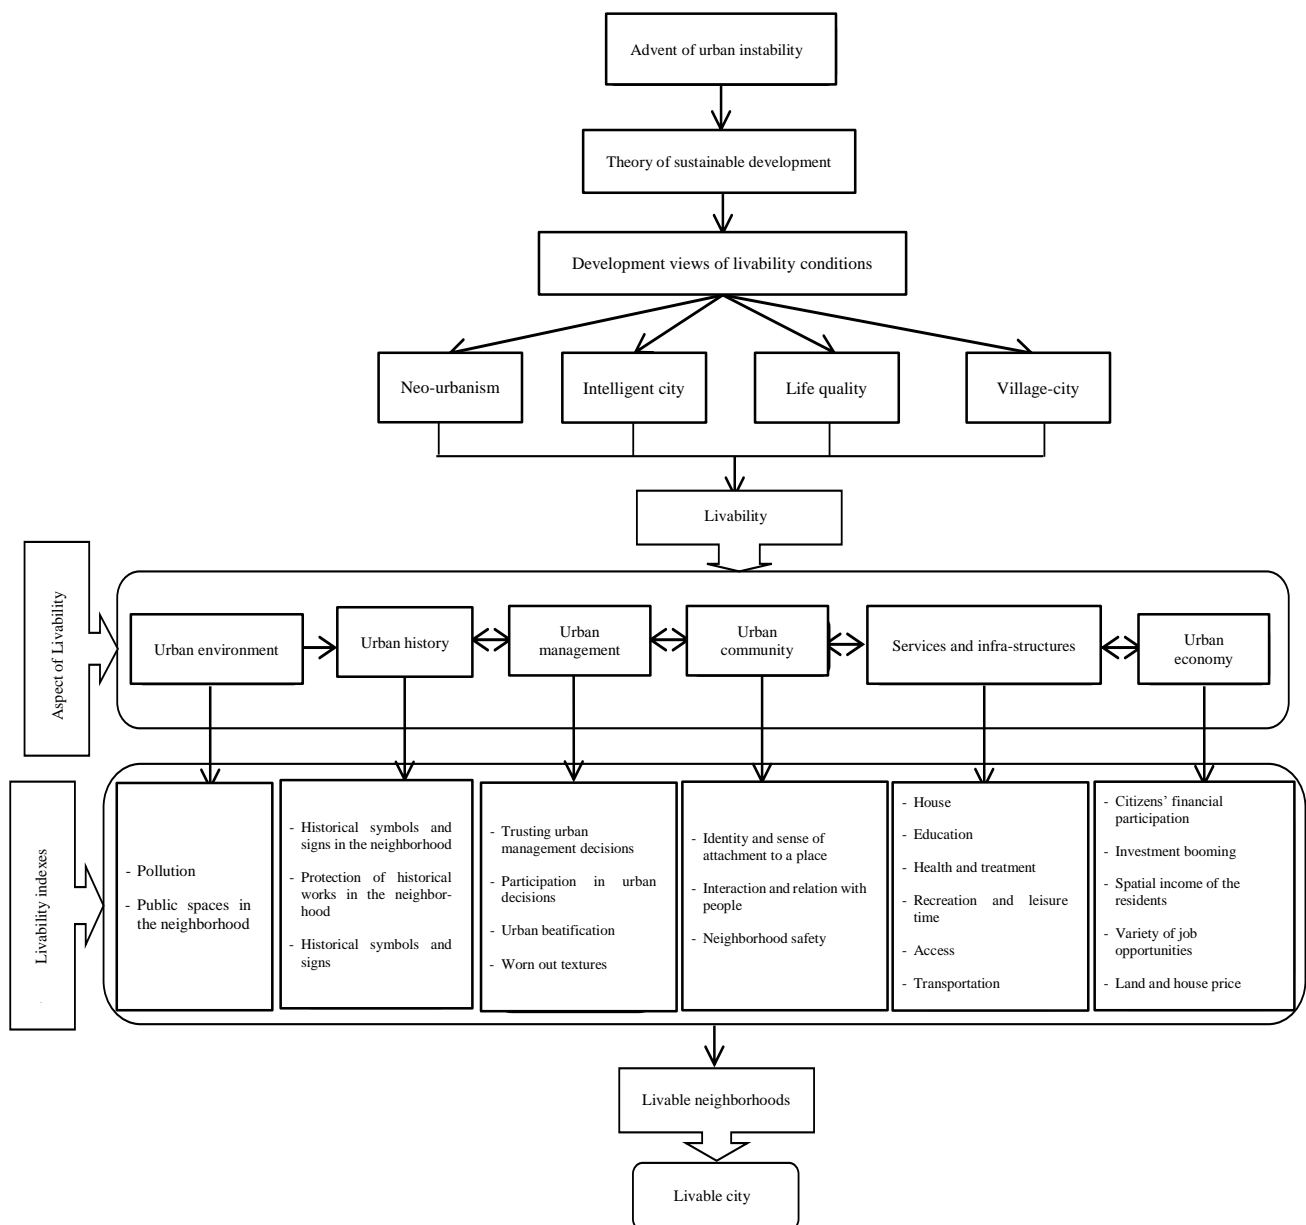 Advent of urban instability
Theory of sustainable development
Development views of livability conditions
Neo-urbanism
Intelligent city
Life quality
Village-city
Livability
Aspect of Livability
Urban environment
Urban history
Urban
management
Urban
community
Services and infra-structures
Urban
economy
Livability indexes
- Pollution
- Public spaces in
the neighborhood
- Historical symbols and
signs in the neighborhood
- Protection of historical
works in the neighbor-
hood
- Historical symbols and
signs
- Trusting urban
management decisions
- Participation in urban
decisions
- Urban beatification
- Worn out textures
- Identity and sense of
attachment to a place
- Interaction and relation with
people
- Neighborhood safety
- House
- Education
- Health and treatment
- Recreation and leisure
time
- Access
- Transportation
- Citizens’ financial
participation
- Investment booming
- Spatial income of the
residents
- Variety of job
opportunities
- Land and house price
Livable neighborhoods
Livable city